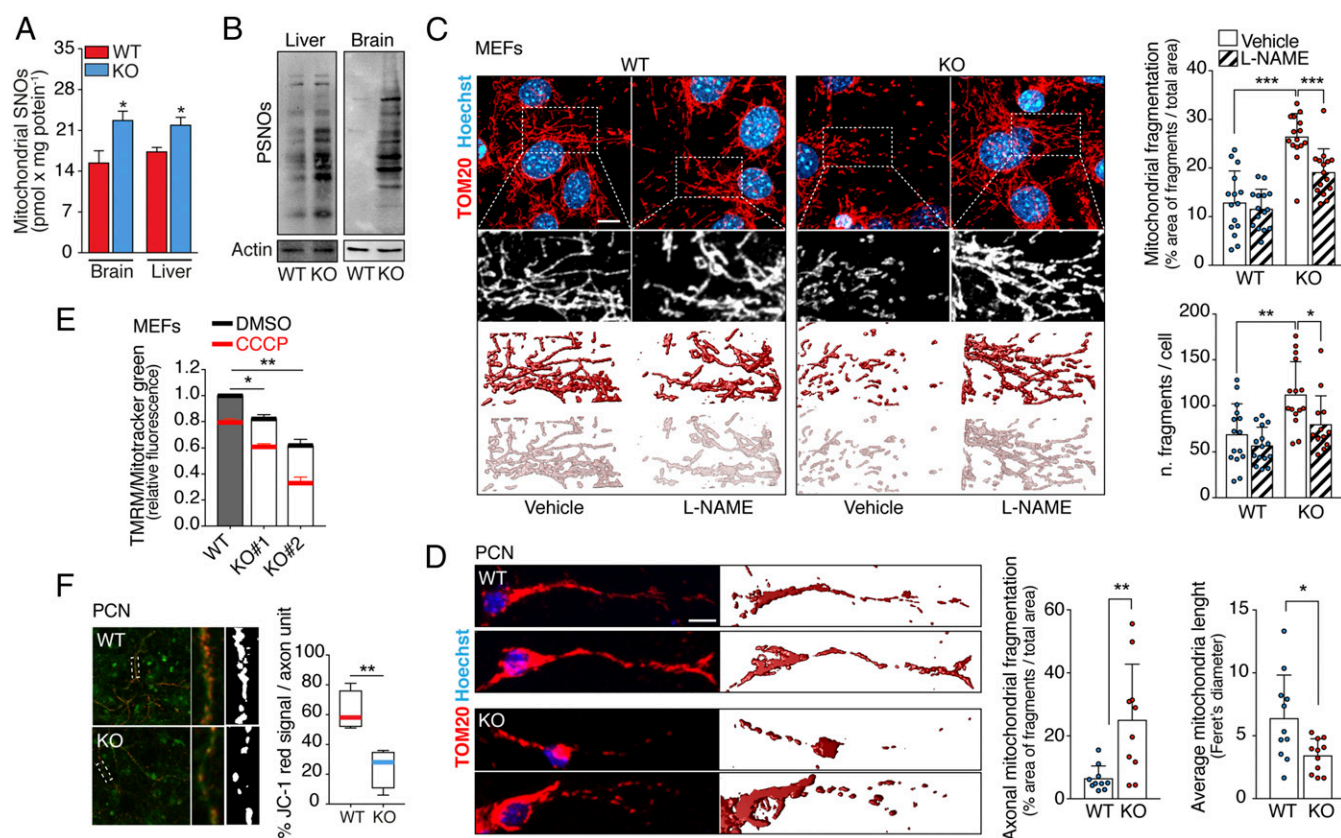 A
Mitochondrial SNOs
(pmol x mg potein⁻¹)
35
28
21
14
7
0
WT
KO
*
*
Brain
Liver
B
Liver
Brain
PSNOs
Actin
WT KO
WT KO
C
MEFs
WT
KO
TOM20 Hoechst
Vehicle
L-NAME
Vehicle
L-NAME
Vehicle
L-NAME
Mitochondrial fragmentation
(% area of fragments / total area)
40
30
20
10
0
***
***
WT
KO
n. fragments / cell
200
150
100
50
0
**
*
WT
KO
E
MEFs
DMSO
CCCP
TMRM/Mitotracker green
(relative fluorescence)
1.2
1.0
0.8
0.6
0.4
0.2
0.0
**
*
WT
KO#1
KO#2
F
PCN
WT
KO
% JC-1 red signal / axon unit
100
80
60
40
20
0
**
WT
KO
D
PCN
WT
KO
TOM20 Hoechst
Axonal mitochondrial fragmentation
(% area of fragments / total area)
60
40
20
0
**
WT
KO
Average mitochondria lenght
(Feret's diameter)
15
10
5
0
*
WT
KO